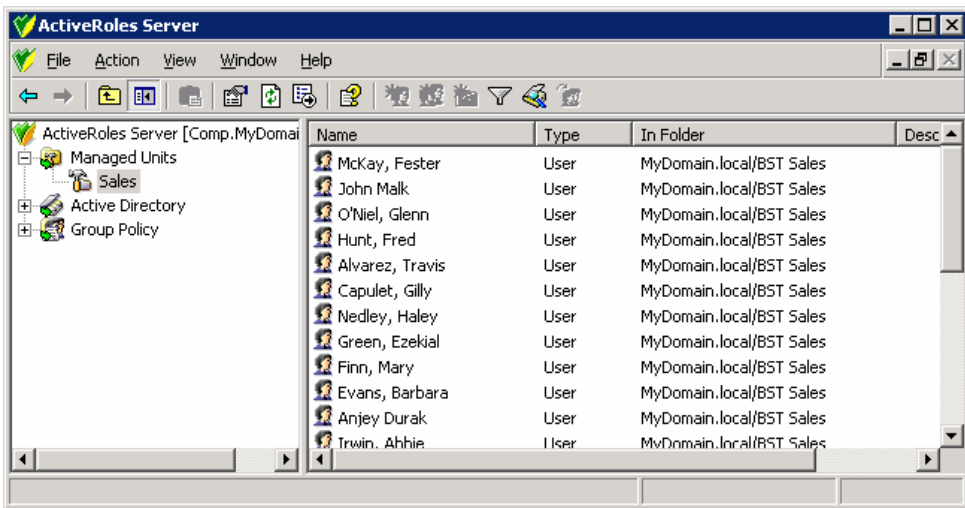 ActiveRoles Server
File Action View Window Help
ActiveRoles Server [Comp.MyDomai
Managed Units
Sales
Active Directory
Group Policy
Name Type In Folder Desc
McKay, Fester User MyDomain.local/BST Sales
John Malk User MyDomain.local/BST Sales
O'Niel, Glenn User MyDomain.local/BST Sales
Hunt, Fred User MyDomain.local/BST Sales
Alvarez, Travis User MyDomain.local/BST Sales
Capulet, Gilly User MyDomain.local/BST Sales
Nedley, Haley User MyDomain.local/BST Sales
Green, Ezekial User MyDomain.local/BST Sales
Finn, Mary User MyDomain.local/BST Sales
Evans, Barbara User MyDomain.local/BST Sales
Anjey Durak User MyDomain.local/BST Sales
Irwin, Abbie User MyDomain.local/BST Sales